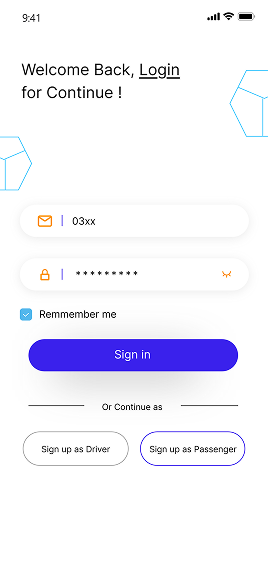 9:41
Welcome Back, Login
for Continue !
03xx
*********
Remmember me
Sign in
Or Continue as
Sign up as Driver
Sign up as Passenger